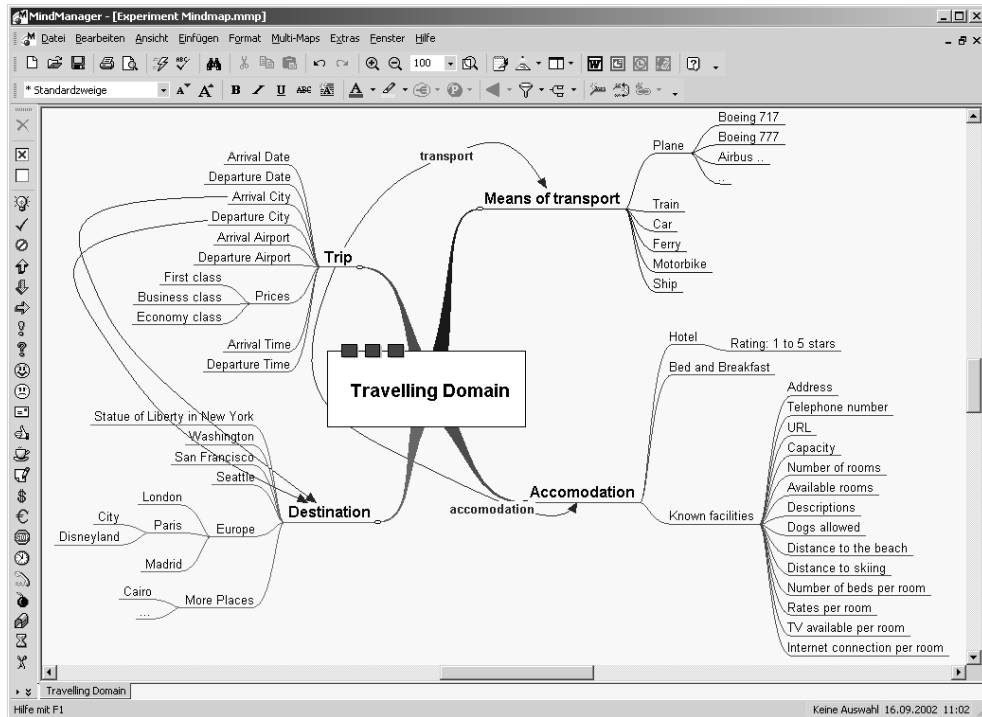 MindManager - [Experiment Mindmap.mmp]
Datei Bearbeiten Ansicht Einfügen Format Multi-Maps Extras Fenster Hilfe
100
* Standardzweige
B I U ABC
Travelling Domain
Trip
Arrival Date
Departure Date
Arrival City
Departure City
Arrival Airport
Departure Airport
Prices
First class
Business class
Economy class
Arrival Time
Departure Time
transport
Means of transport
Plane
Boeing 717
Boeing 777
Airbus ..
..
Train
Car
Ferry
Motorbike
Ship
Destination
Statue of Liberty in New York
Washington
San Francisco
Seattle
Europe
London
Paris
City
Disneyland
Madrid
More Places
Cairo
...
accomodation
Accomodation
Hotel
Rating: 1 to 5 stars
Bed and Breakfast
Known facilities
Address
Telephone number
URL
Capacity
Number of rooms
Available rooms
Descriptions
Dogs allowed
Distance to the beach
Distance to skiing
Number of beds per room
Rates per room
TV available per room
Internet connection per room
Travelling Domain
Hilfe mit F1
Keine Auswahl 16.09.2002 11:02